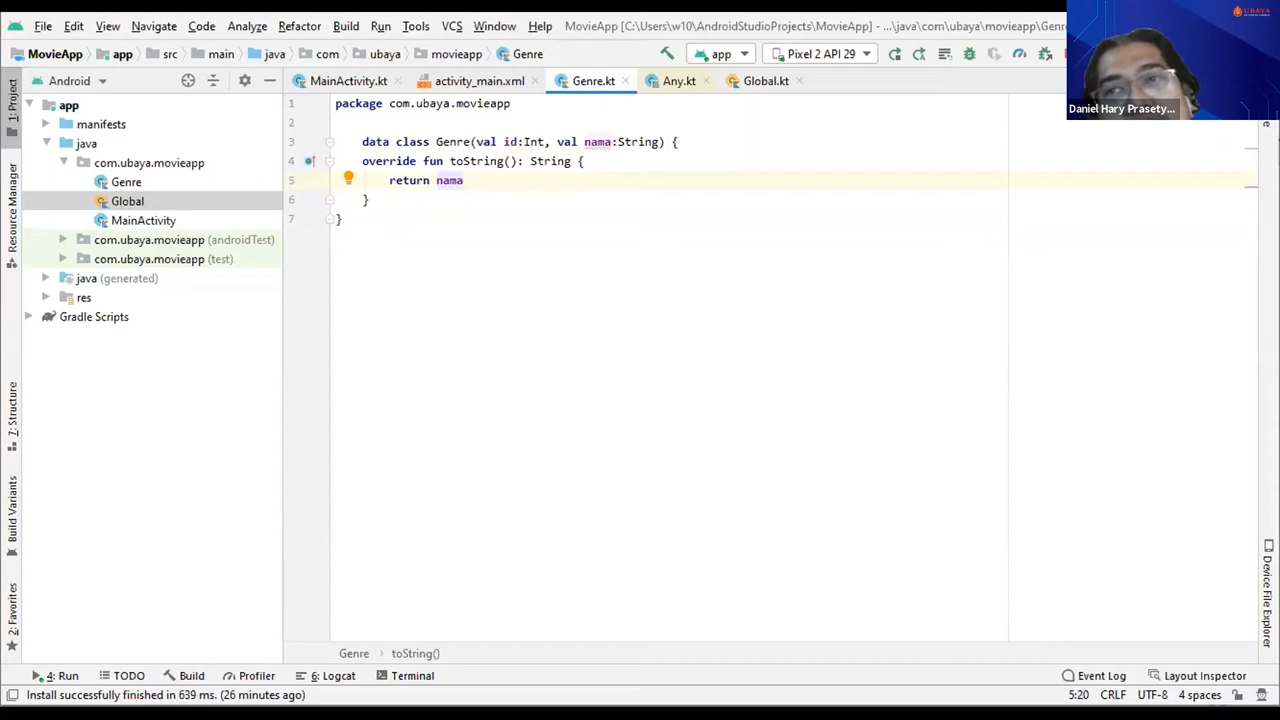 File Edit View Navigate Code Analyze Refactor Build Run Tools VCS Window Help MovieApp [C:\Users\w10\AndroidStudioProjects\MovieApp] - ...\java\com\ubaya\movieapp\Genr
UBAYA
MovieApp app src main java com ubaya movieapp Genre app Pixel 2 API 29
Android MainActivity.kt activity_main.xml Genre.kt Any.kt Global.kt
Daniel Hary Prasety...
1: Project
Resource Manager
7: Structure
Build Variants
2: Favorites
app
manifests
java
com.ubaya.movieapp
Genre
Global
MainActivity
com.ubaya.movieapp (androidTest)
com.ubaya.movieapp (test)
java (generated)
res
Gradle Scripts
1 package com.ubaya.movieapp
2
3 data class Genre(val id:Int, val nama:String) {
4 override fun toString(): String {
5 return nama
6 }
7 }
Device File Explorer
Genre toString()
4: Run TODO Build Profiler 6: Logcat Terminal Event Log Layout Inspector
Install successfully finished in 639 ms. (26 minutes ago) 5:20 CRLF UTF-8 4 spaces